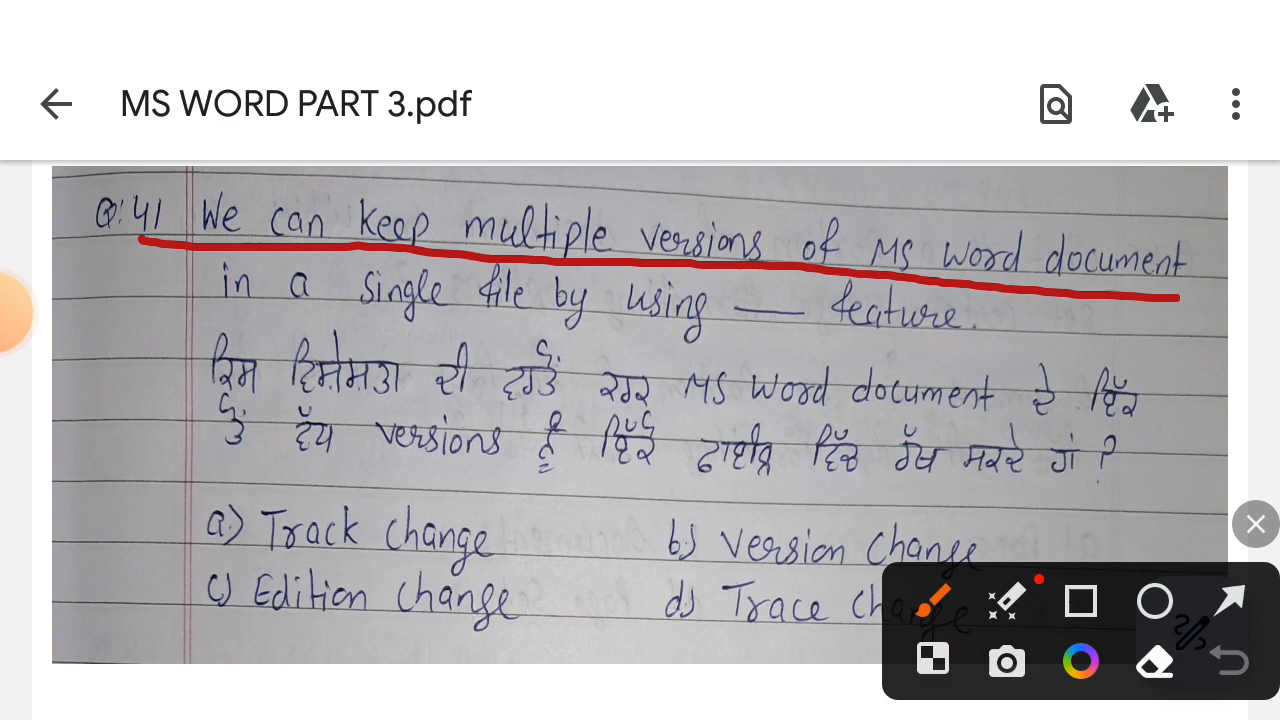 MS WORD PART 3.pdf
Q:41 We can keep multiple versions of MS Word document
in a single file by using ___ feature.
ਕਿਸ ਵਿਸ਼ੇਸਤਾ ਦੀ ਵਰਤੋਂ ਕਰਕੇ MS Word document ਦੇ ਇੱਕ
ਤੋਂ ਵੱਧ versions ਨੂੰ ਇੱਕੋ ਫਾਈਲ ਵਿੱਚ ਰੱਖ ਸਕਦੇ ਹਾਂ ?
a) Track Change b) Version Change
c) Edition Change d) Trace Change